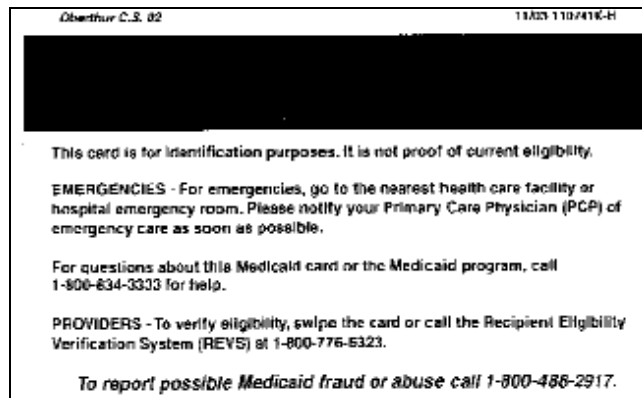 Oberthur C.S. 02 11/03 110741K-H
This card is for identification purposes. It is not proof of current eligibility.
EMERGENCIES - For emergencies, go to the nearest health care facility or
hospital emergency room. Please notify your Primary Care Physician (PCP) of
emergency care as soon as possible.
For questions about this Medicaid card or the Medicaid program, call
1-800-834-3333 for help.
PROVIDERS - To verify eligibility, swipe the card or call the Recipient Eligibility
Verification System (REVS) at 1-800-776-6323.
To report possible Medicaid fraud or abuse call 1-800-488-2917.